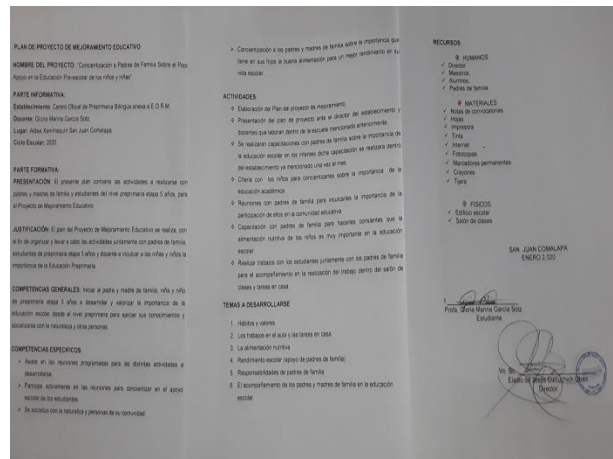 PLAN DE PROYECTO DE MEJORAMIENTO EDUCATIVO
NOMBRE DEL PROYECTO: "Concientización a Padres de Familia Sobre el Poco
Apoyo en la Educación Pre-escolar de los niños y niñas"
PARTE INFORMATIVA:
Establecimiento: Centro Oficial de Preprimaria Bilingüe anexa a E.O.R.M.
Docente: Gloria Marina García Sotz
Lugar: Aldea Xenimaquín San Juan Comalapa
Ciclo Escolar: 2020
PARTE FORMATIVA:
PRESENTACIÓN: El presente plan contiene las actividades a realizarse con
padres y madres de familia y estudiantes del nivel preprimaria etapa 5 años, para
el Proyecto de Mejoramiento Educativo.
JUSTIFICACIÓN: El plan del Proyecto de Mejoramiento Educativo se realiza, con
el fin de organizar y llevar a cabo las actividades juntamente con padres de familia
estudiantes de preprimaria etapa 5 años y docente a inculcar a las niñas y niños la
importancia de la Educación Preprimaria.
COMPETENCIAS GENERALES: Iniciar al padre y madre de familia, niña y niño
de preprimaria etapa 5 años a desarrollar y valorizar la importancia de la
educación escolar desde el nivel preprimaria para ejercer sus conocimientos y
socializarse con la naturaleza y otras personas.
COMPETENCIAS ESPECIFICOS:
➢ Asiste en las reuniones programadas para las distintas actividades a
desarrollarse.
➢ Participa activamente en las reuniones para concientizar en el apoyo
escolar de los estudiantes.
➢ Se socializa con la naturaleza y personas de su comunidad
➢ Concientización a los padres y madres de familia sobre la importancia que
tiene en sus hijos la buena alimentación para un mejor rendimiento en su
vida escolar.
ACTIVIDADES:
❖ Elaboración del Plan de proyecto de mejoramiento.
❖ Presentación del plan de proyecto ante el director del establecimiento y
docentes que laboran dentro de la escuela mencionada anteriormente.
❖ Se realizaran capacitaciones con padres de familia sobre la importancia de
la educación escolar en los infantes dicha capacitación se realizara dentro
del establecimiento ya mencionado una vez al mes.
❖ Charla con los niños para concientizarles sobre la importancia de la
educación académica.
❖ Reuniones con padres de familia para inculcarles la importancia de la
participación de ellos en la comunidad educativa.
❖ Capacitación con padres de familia para hacerles conscientes que la
alimentación nutritiva de los niños es muy importante en la educación
escolar.
❖ Realizar trabajos con los estudiantes juntamente con los padres de familia
para el acompañamiento en la realización del trabajo dentro del salón de
clases y tareas en casa.
TEMAS A DESARROLLARSE
1. Hábitos y valores
2. Los trabajos en el aula y las tareas en casa.
3. La alimentación nutritiva
4. Rendimiento escolar (apoyo de padres de familia)
5. Responsabilidades de padres de familia
6. El acompañamiento de los padres y madres de familia en la educación
escolar.
RECURSOS:
HUMANOS
✓ Director
✓ Maestros,
✓ Alumnos,
✓ Padres de familia
MATERIALES:
✓ Notas de convocatorias
✓ Hojas
✓ Impresora
✓ Tinta
✓ Internet
✓ Fotocopias
✓ Marcadores permanentes
✓ Crayones
✓ Tijera
FISICOS
✓ Edificio escolar
✓ Salón de clases
SAN JUAN COMALAPA
ENERO 2,020
Profa. Gloria Marina García Sotz
Estudiante
Vo. Bo.
Director